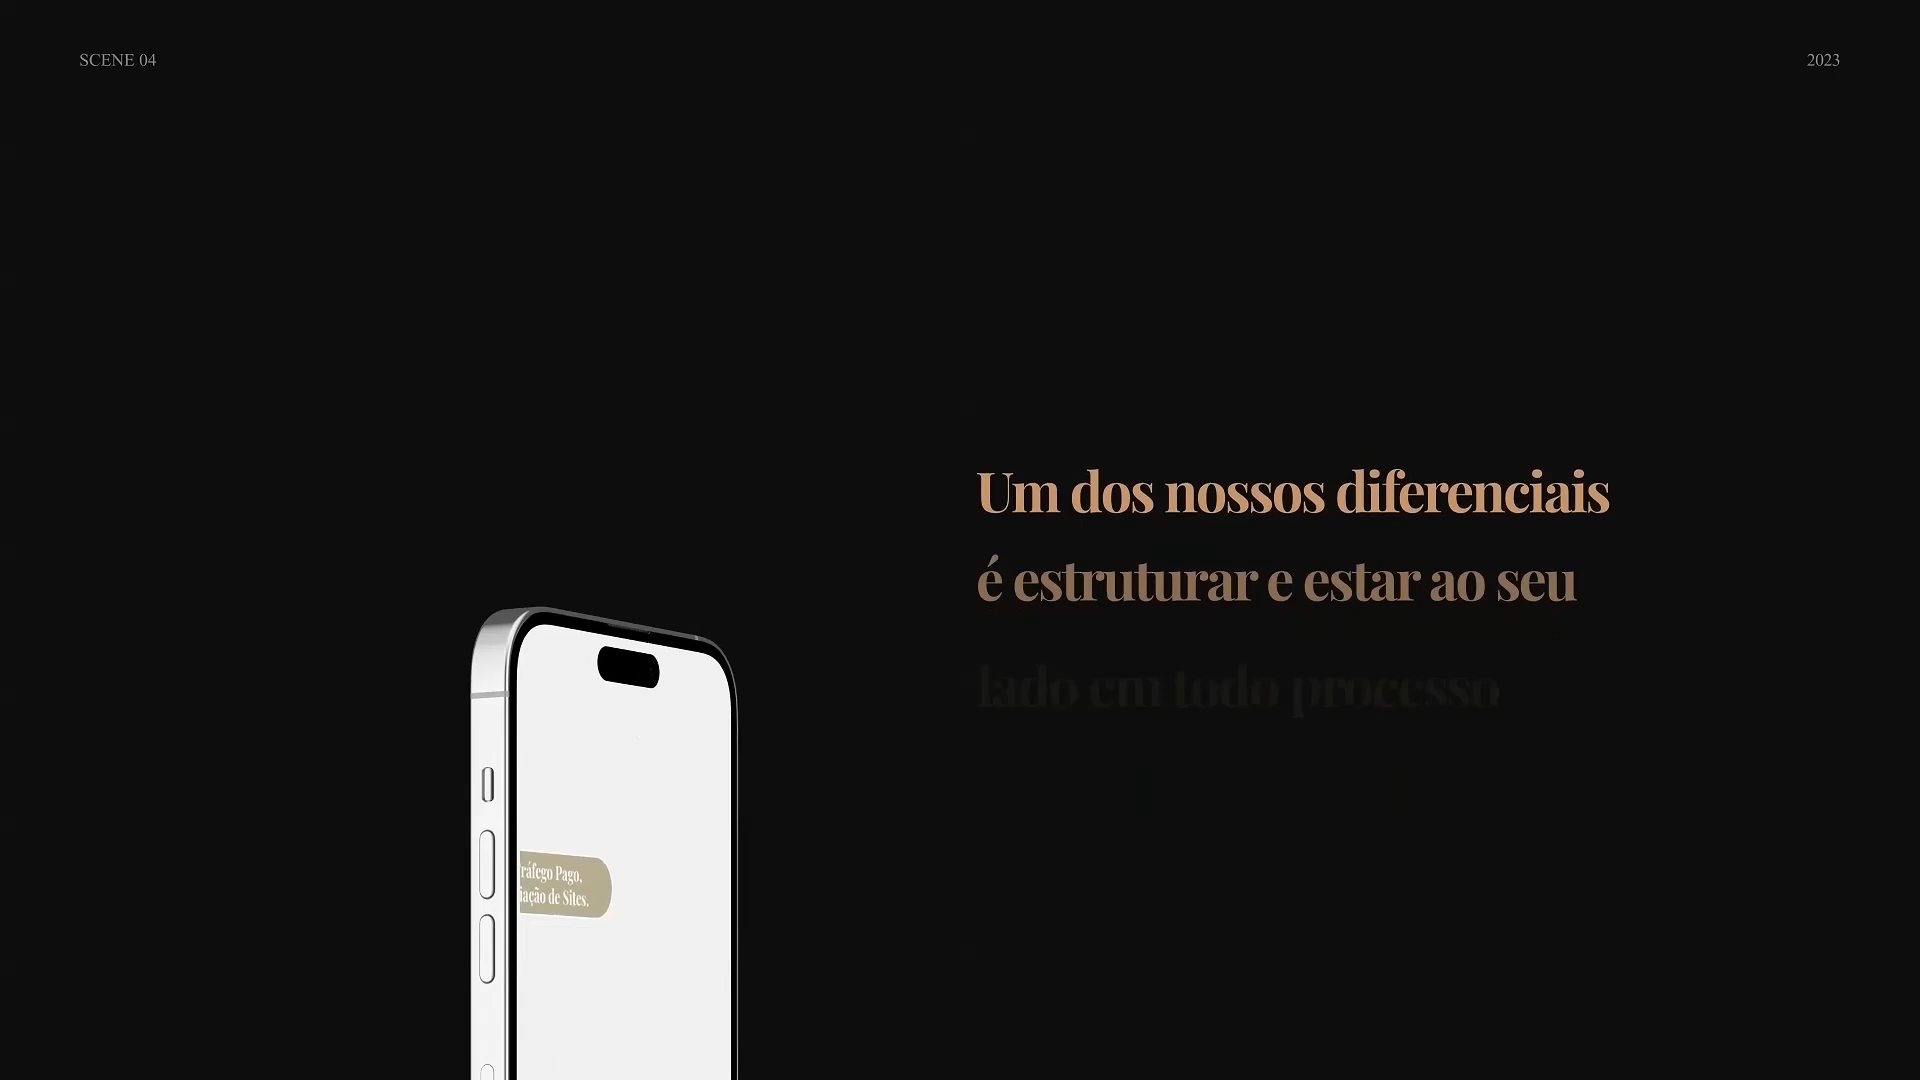 SCENE 04
2023
Um dos nossos diferenciais
é estruturar e estar ao seu
lado em todo processo
ráfego Pago,
iação de Sites.